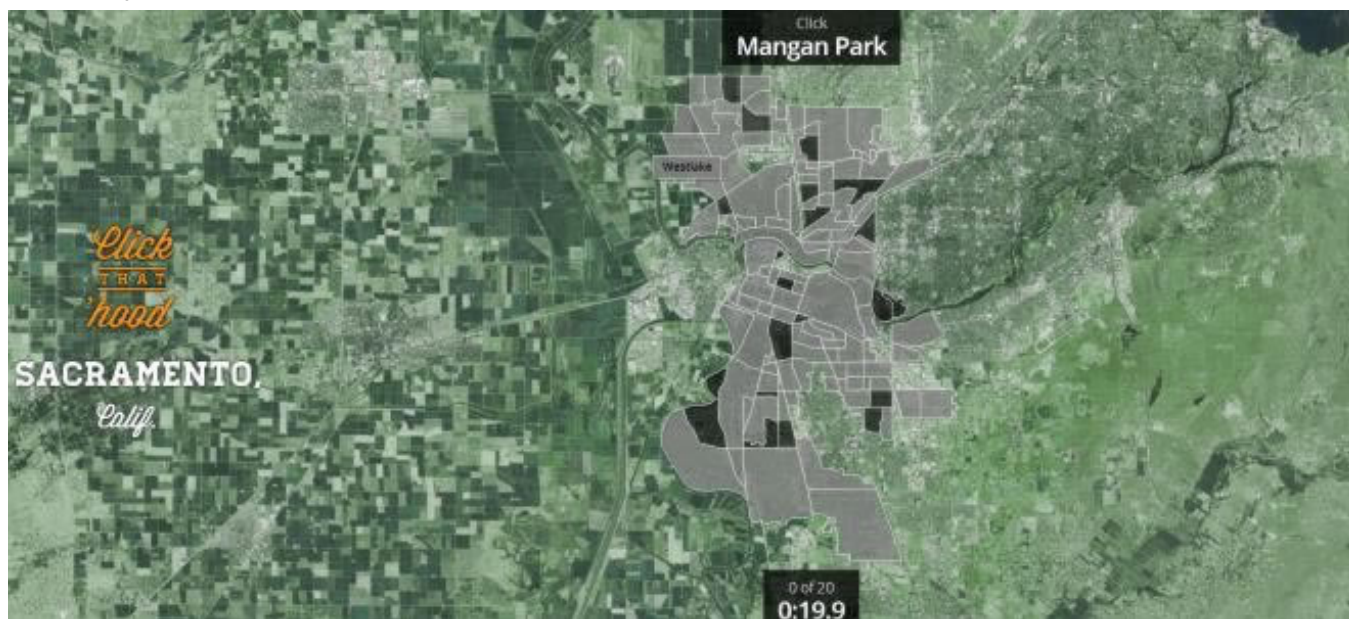 Click
Mangan Park
Westlake
Click
THAT
'hood
SACRAMENTO,
Calif.
0 of 20
0:19.9